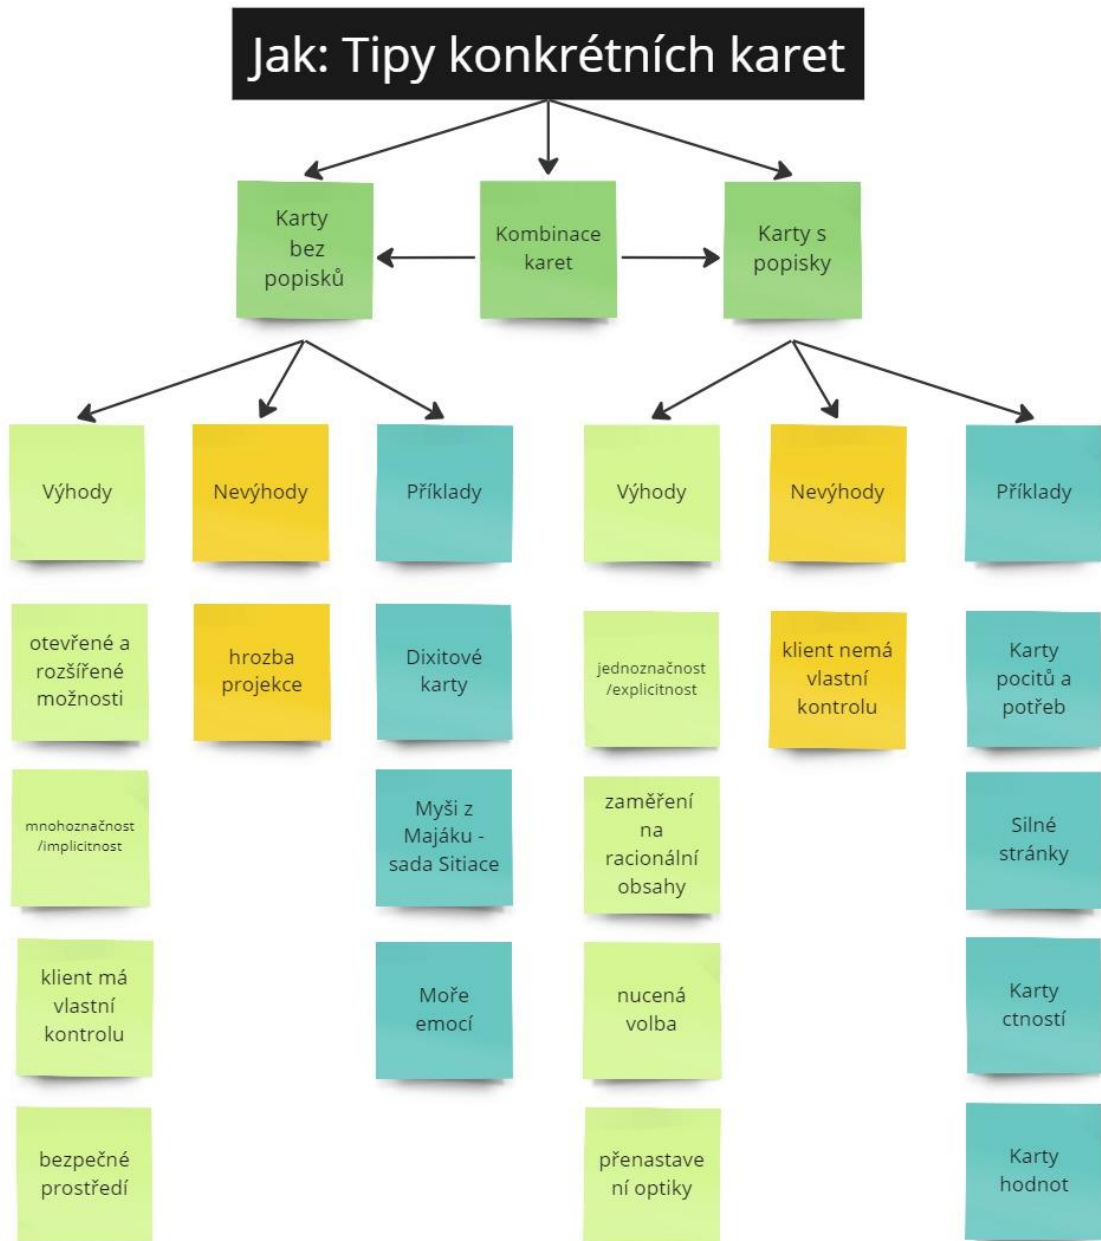 Jak: Tipy konkrétních karet
Karty
bez
popisků
Kombinace
karet
Karty s
popisky
Výhody
Nevýhody
Příklady
Výhody
Nevýhody
Příklady
otevřené a
rozšířené
možnosti
hrozba
projekce
Dixitové
karty
jednoznačnost
/explicitnost
klient nemá
vlastní
kontrolu
Karty
pocitů a
potřeb
mnohoznačnost
/implicitnost
Myši z
Majáku -
sada Sitiace
zaměření
na
racionální
obsahy
Silné
stránky
klient má
vlastní
kontrolu
Moře
emocí
nucená
volba
Karty
ctností
bezpečné
prostředí
přenastave
ní optiky
Karty
hodnot